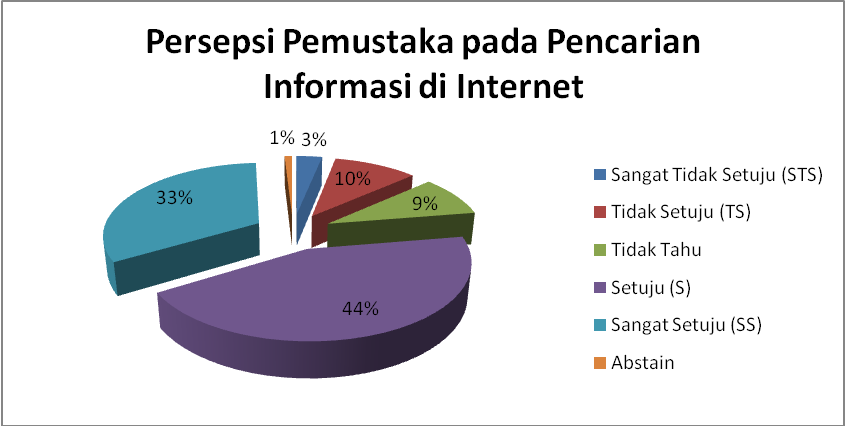 Persepsi Pemustaka pada Pencarian
Informasi di Internet
1%
3%
10%
9%
33%
44%
Sangat Tidak Setuju (STS)
Tidak Setuju (TS)
Tidak Tahu
Setuju (S)
Sangat Setuju (SS)
Abstain